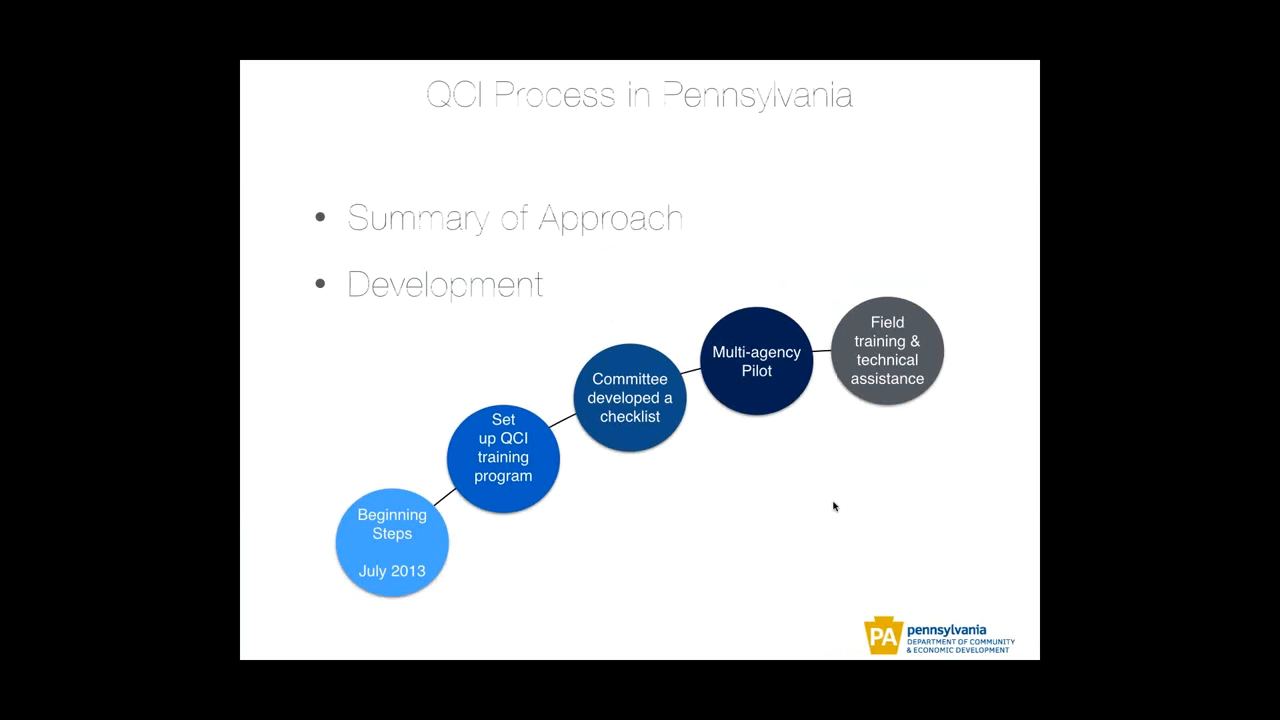 QCI Process in Pennsylvania
• Summary of Approach
• Development
Beginning
Steps
July 2013
Set
up QCI
training
program
Committee
developed a
checklist
Multi-agency
Pilot
Field
training &
technical
assistance
PA
pennsylvania
DEPARTMENT OF COMMUNITY
& ECONOMIC DEVELOPMENT